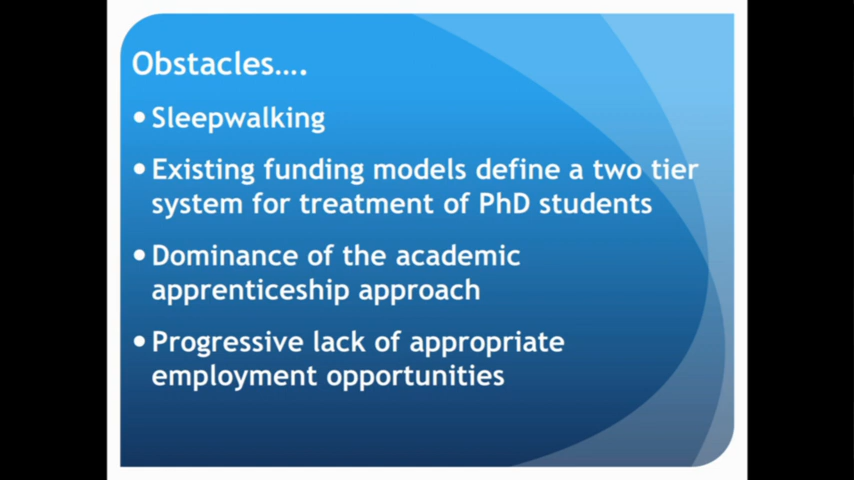 Obstacles....
• Sleepwalking
• Existing funding models define a two tier
system for treatment of PhD students
• Dominance of the academic
apprenticeship approach
• Progressive lack of appropriate
employment opportunities